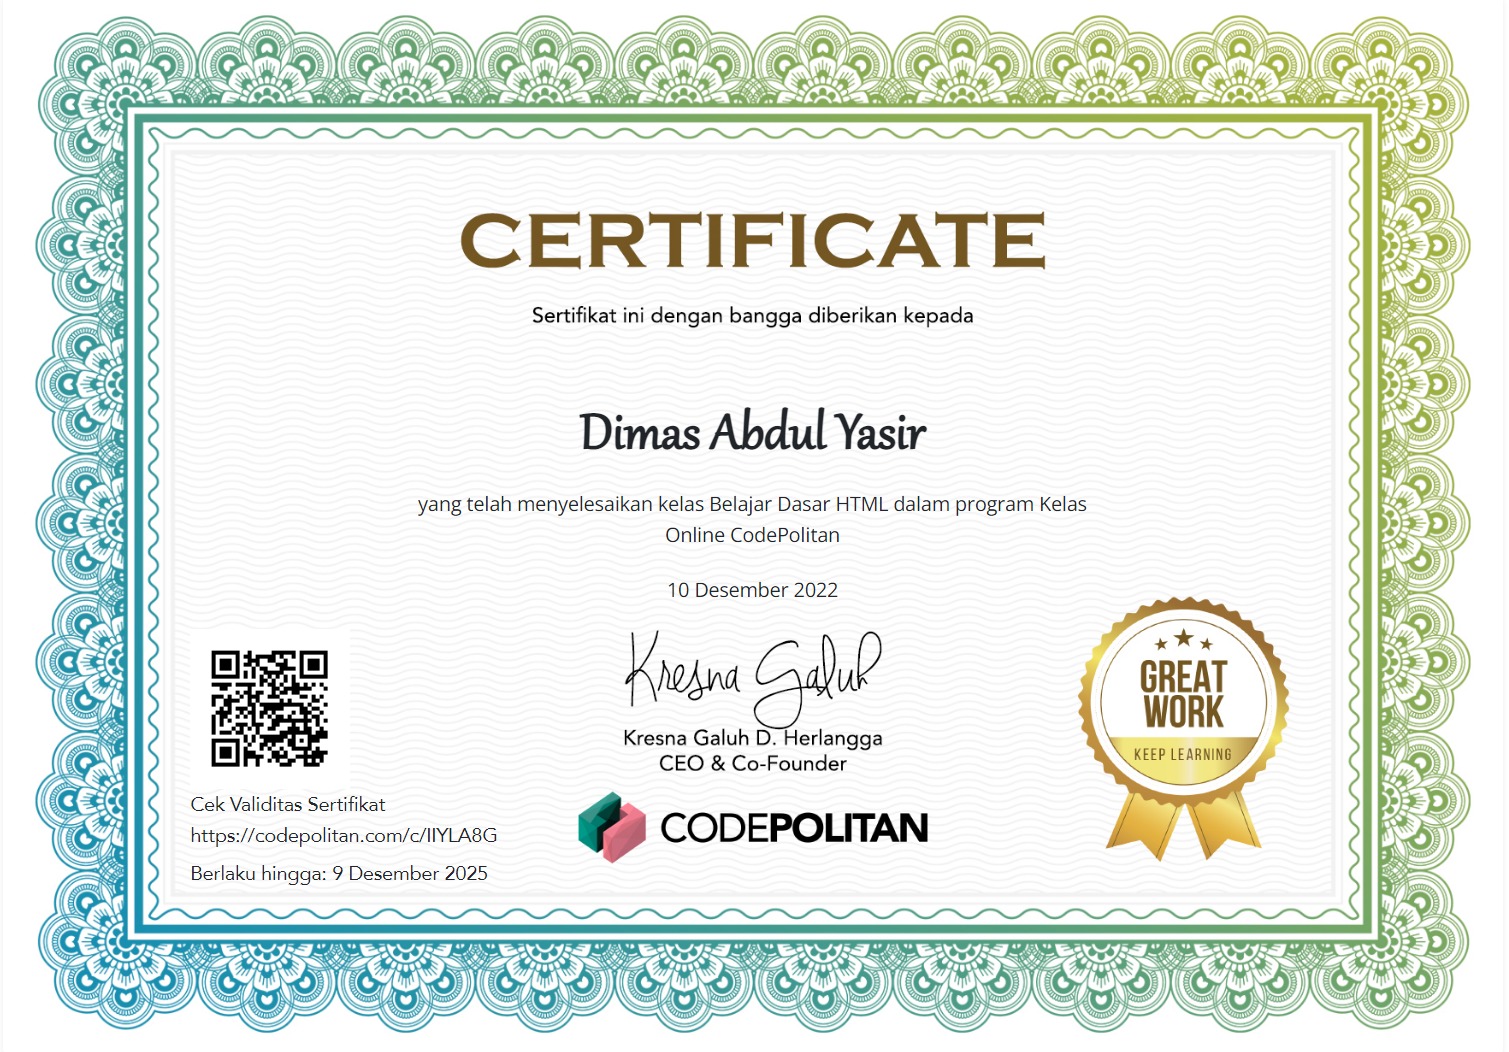 CERTIFICATE
Sertifikat ini dengan bangga diberikan kepada
Dimas Abdul Yasir
yang telah menyelesaikan kelas Belajar Dasar HTML dalam program Kelas
Online CodePolitan
10 Desember 2022
Kresna Galuh
Kresna Galuh D. Herlangga
CEO & Co-Founder
CODEPOLITAN
Cek Validitas Sertifikat
https://codepolitan.com/c/IIYLA8G
Berlaku hingga: 9 Desember 2025
GREAT
WORK
KEEP LEARNING